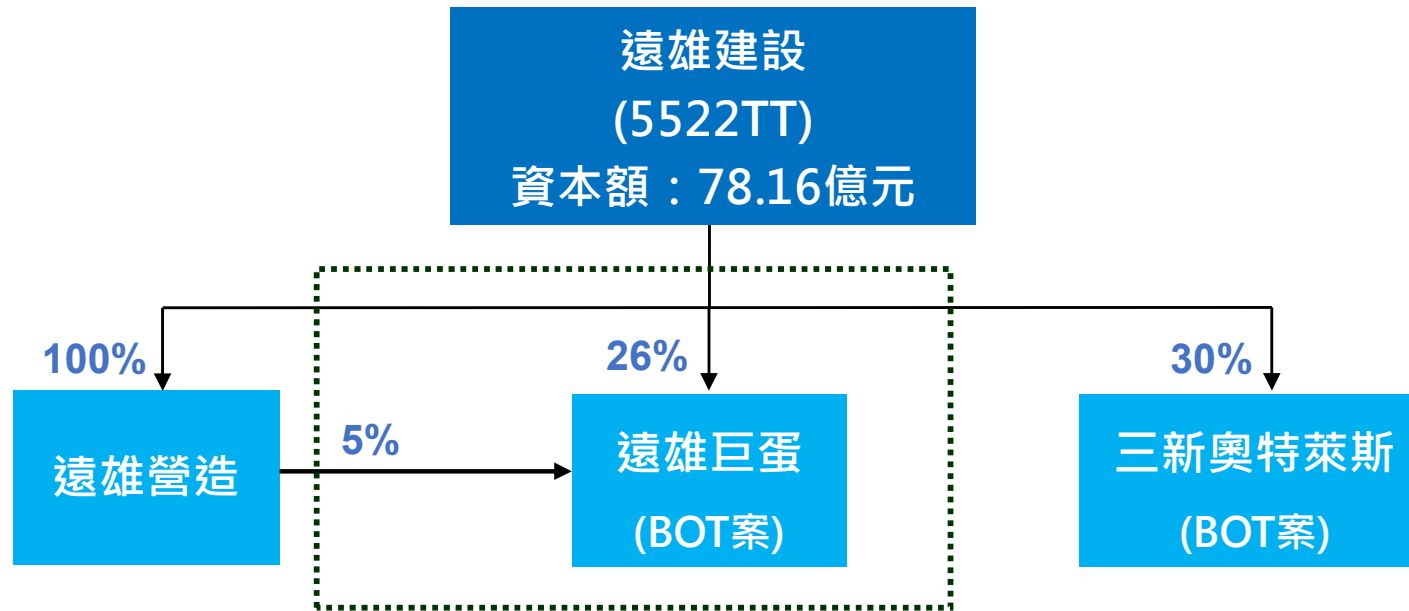 遠雄建設
(5522TT)
資本額：78.16億元
100%
26%
30%
5%
遠雄營造
遠雄巨蛋
(BOT案)
三新奧特萊斯
(BOT案)